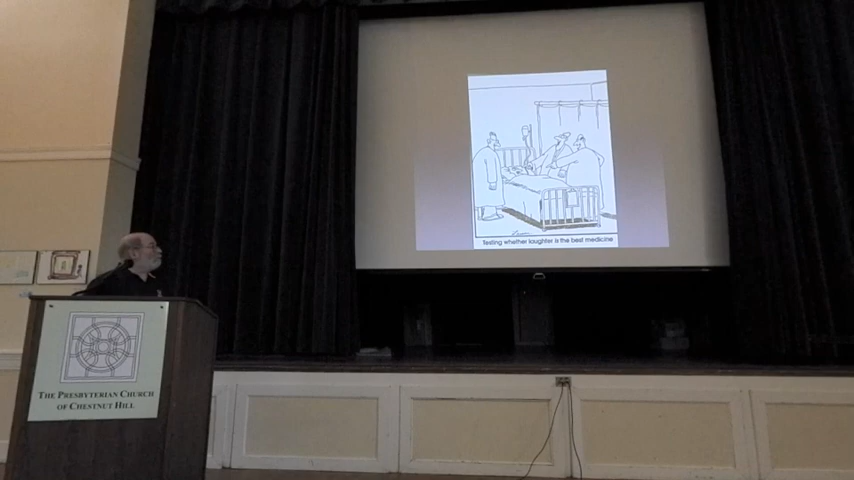 Testing whether laughter is the best medicine
THE PRESBYTERIAN CHURCH
OF CHESTNUT HILL